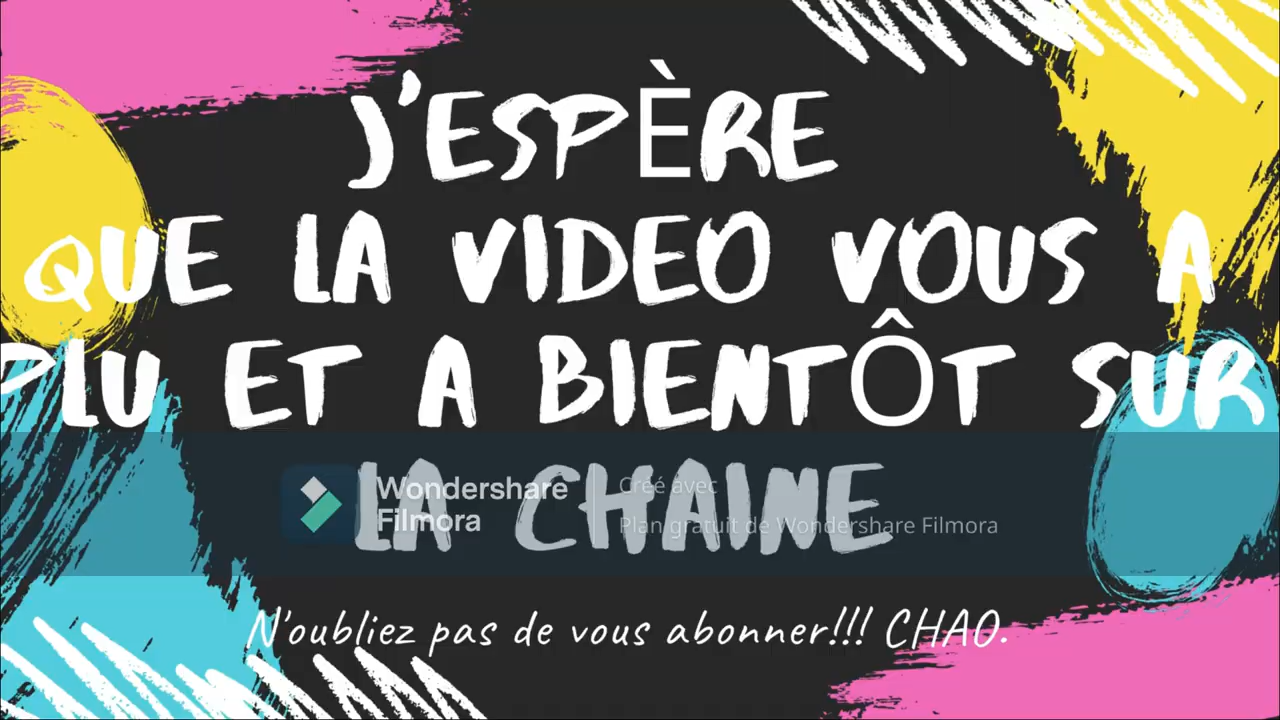 J'ESPÈRE
QUE LA VIDEO VOUS A
PLU ET A BIENTÔT SUR
LA CHAINE
Wondershare
Filmora
Créé avec
Plan gratuit de Wondershare Filmora
N'oubliez pas de vous abonner!!! CHAO.